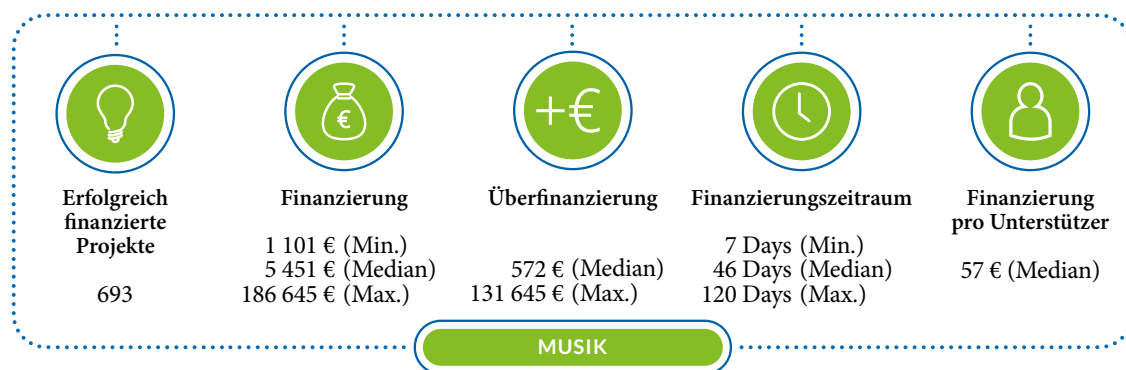 €
+€
Erfolgreich
finanzierte
Projekte
693
Finanzierung
1 101 € (Min.)
5 451 € (Median)
186 645 € (Max.)
Überfinanzierung
572 € (Median)
131 645 € (Max.)
Finanzierungszeitraum
7 Days (Min.)
46 Days (Median)
120 Days (Max.)
Finanzierung
pro Unterstützer
57 € (Median)
MUSIK